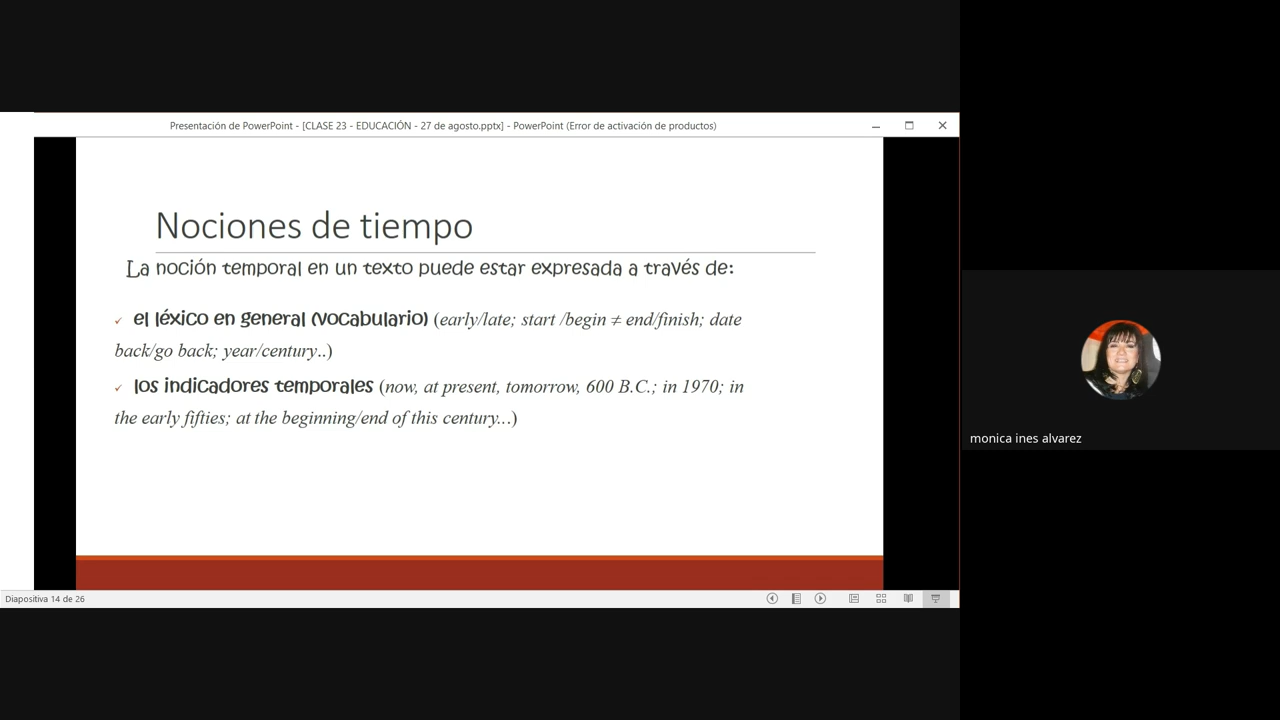 Presentación de PowerPoint - [CLASE 23 - EDUCACIÓN - 27 de agosto.pptx] - PowerPoint (Error de activación de productos)
Nociones de tiempo
La noción temporal en un texto puede estar expresada a través de:
✓ el léxico en general (vocabulario) (early/late; start /begin ≠ end/finish; date
back/go back; year/century..)
✓ los indicadores temporales (now, at present, tomorrow, 600 B.C.; in 1970; in
the early fifties; at the beginning/end of this century...)
monica ines alvarez
Diapositiva 14 de 26